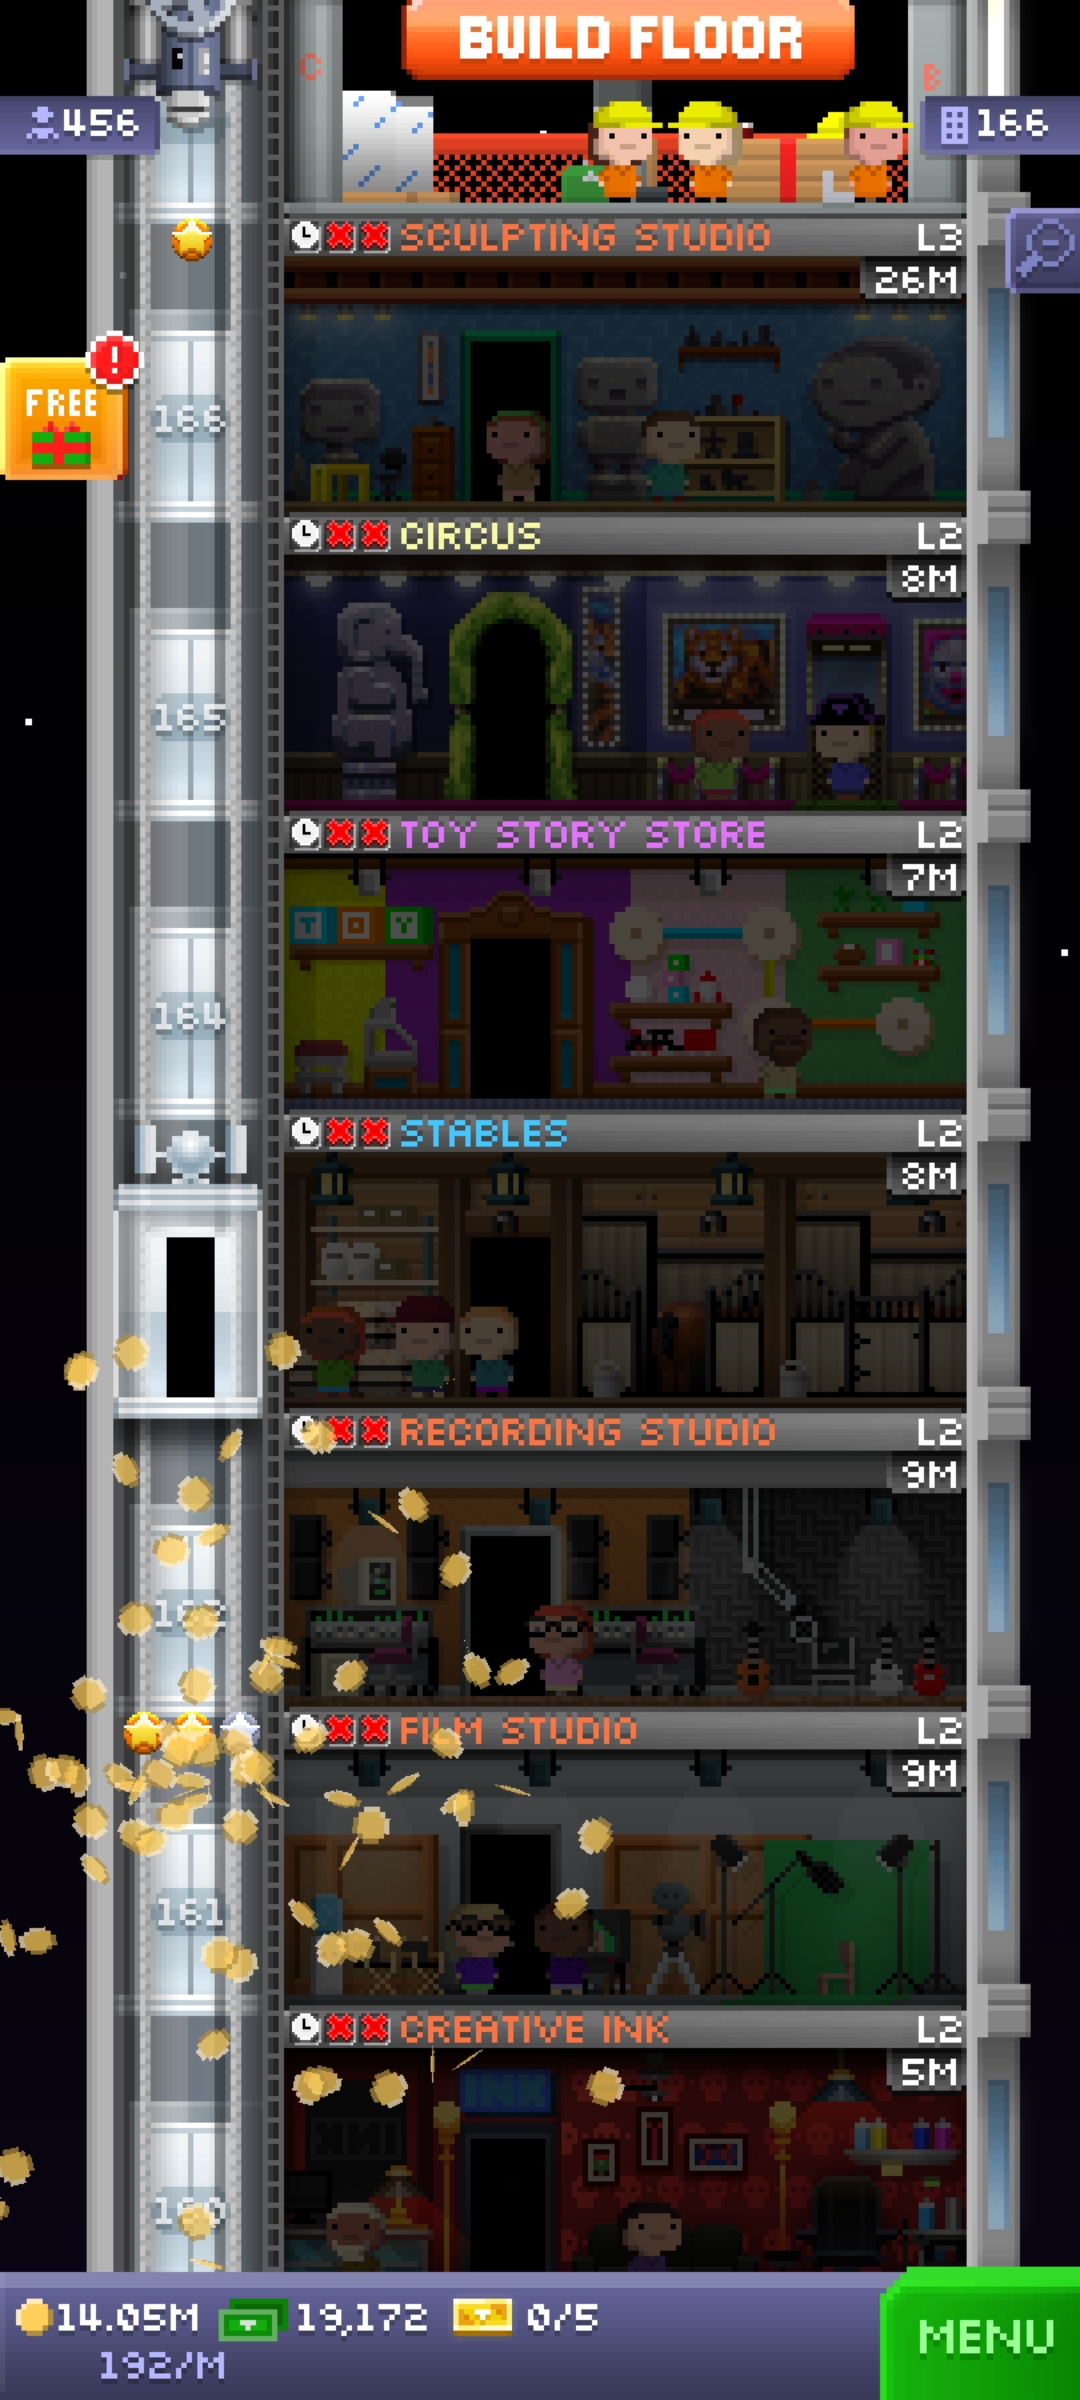 BUILD FLOOR
C
B
456
166
SCULPTING STUDIO L3
26M
FREE
!
166
CIRCUS L2
8M
165
TOY STORY STORE L2
7M
TOY
164
STABLES L2
8M
RECORDING STUDIO L2
9M
FILM STUDIO L2
9M
161
CREATIVE INK L2
5M
INK
INK
14.05M 19,172 0/5
192/M
MENU